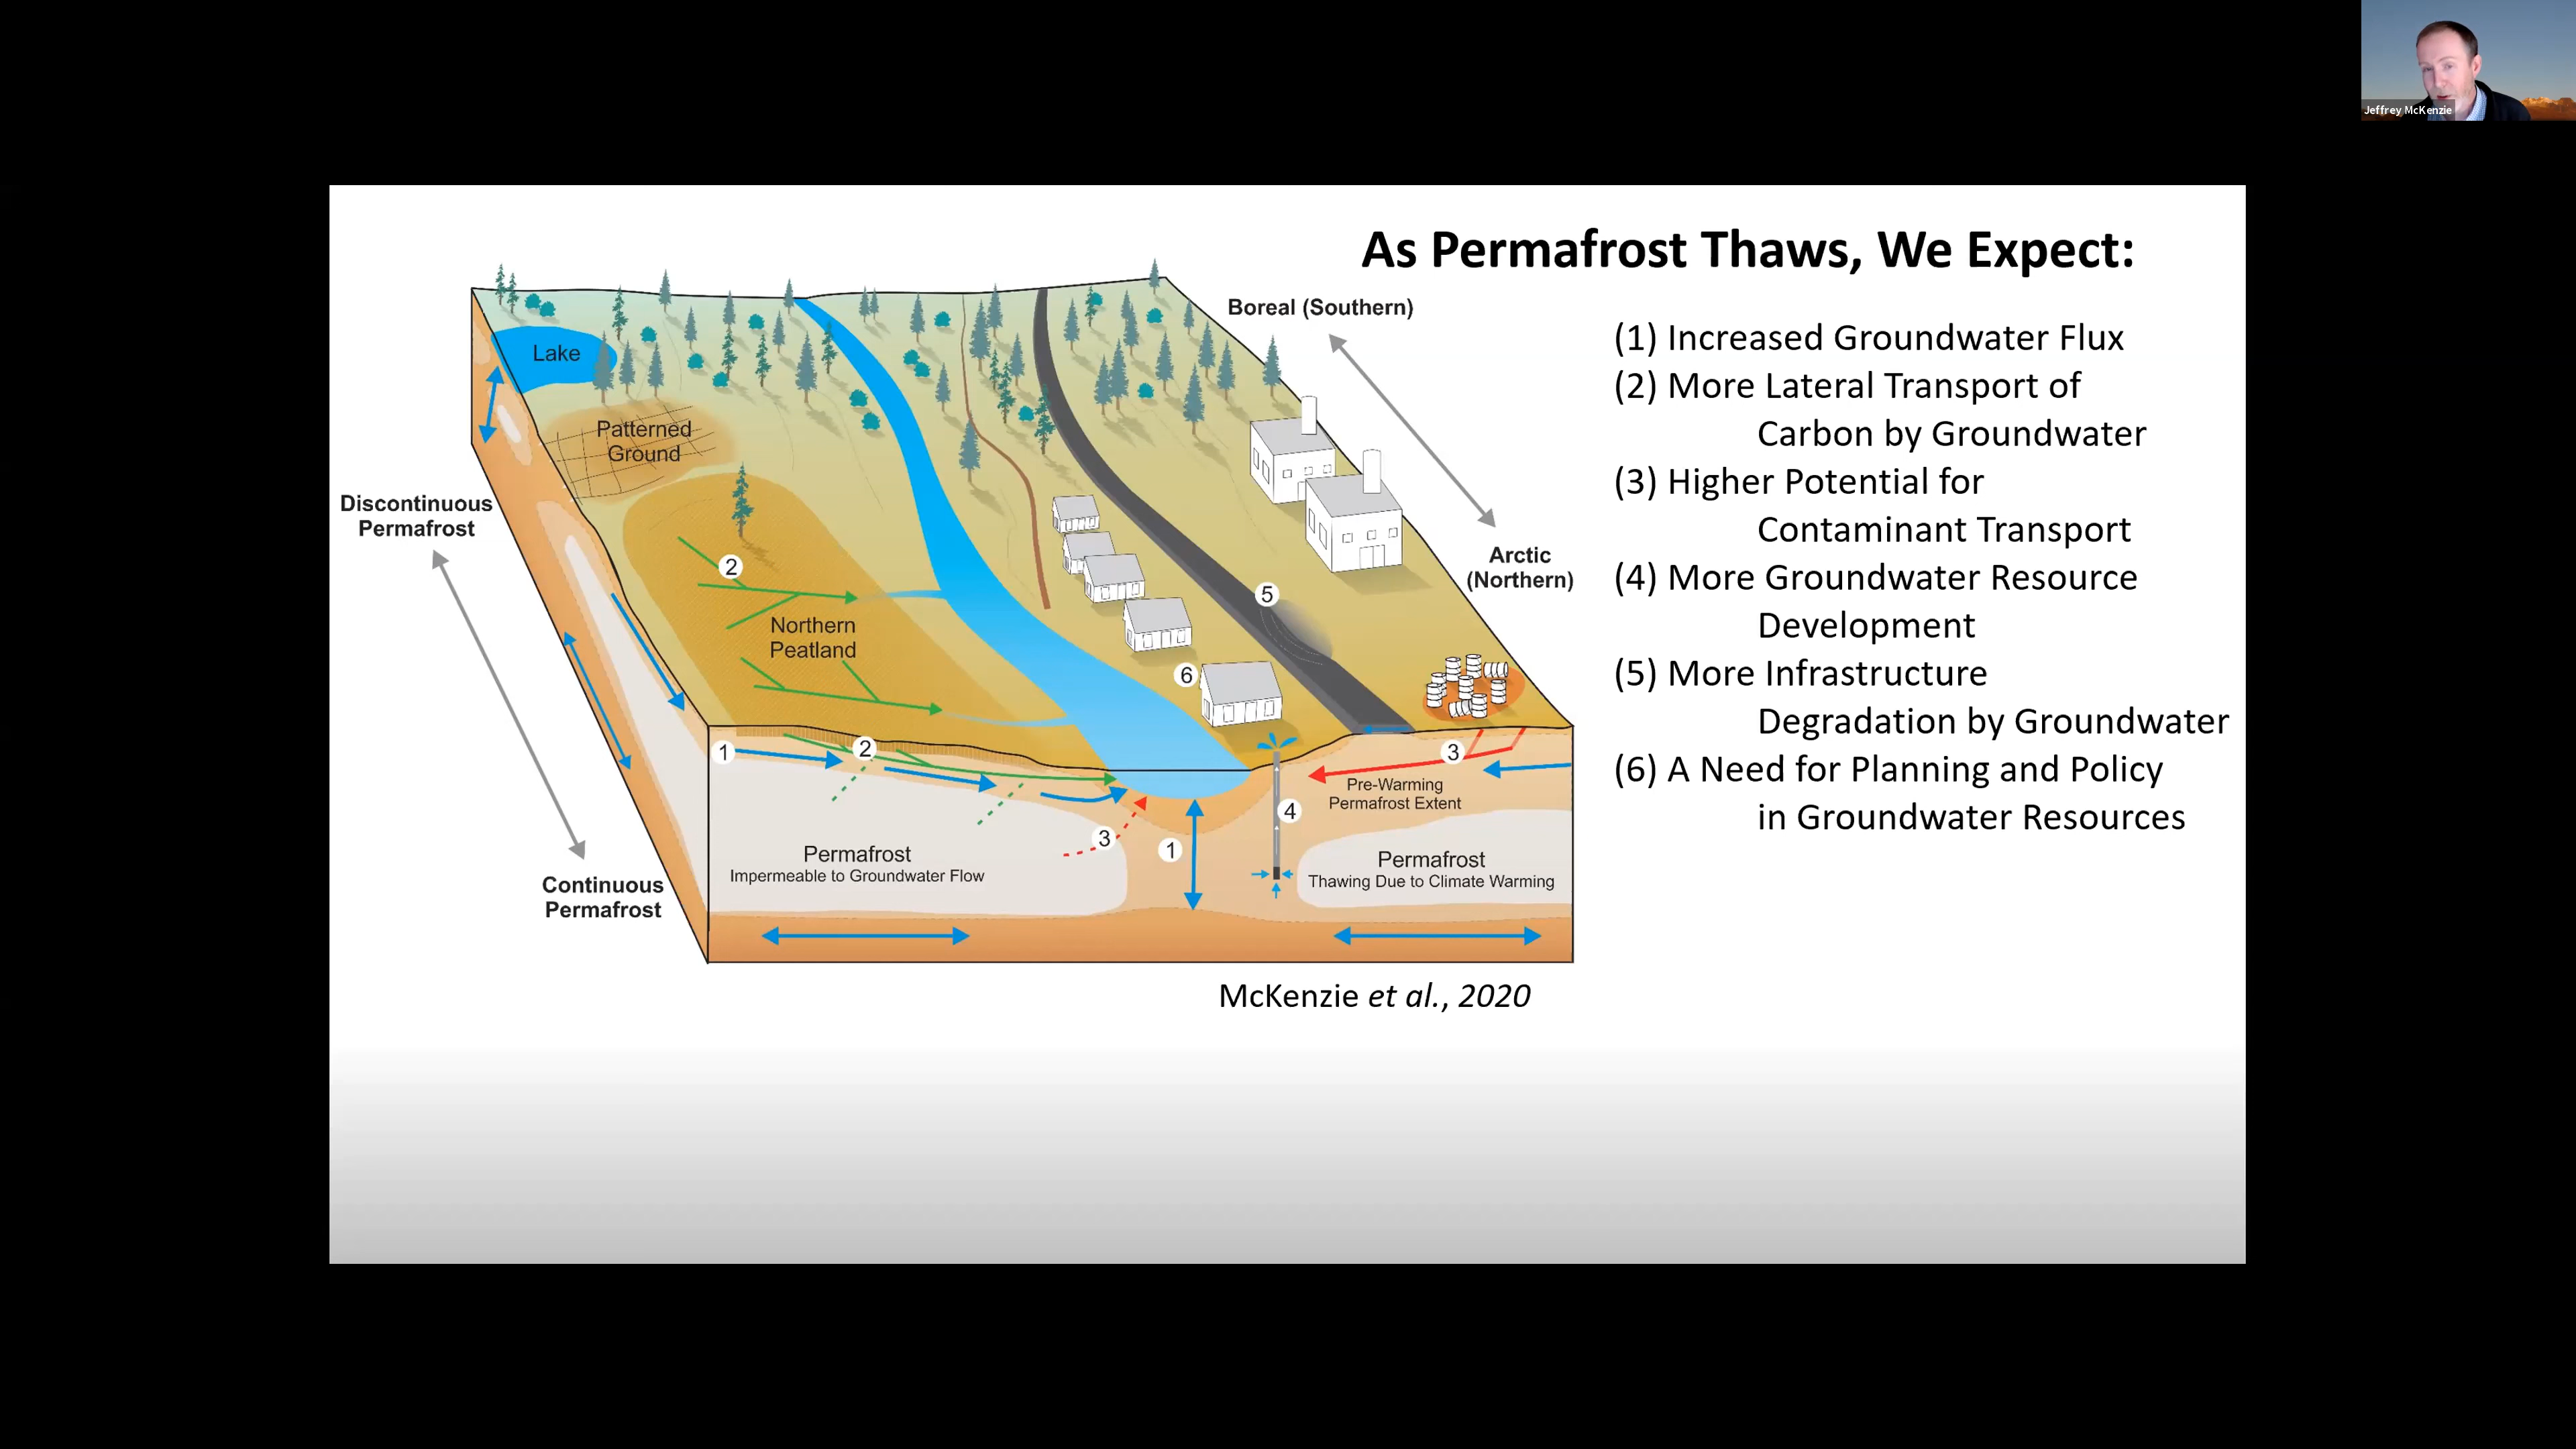 Jeffrey McKenzie
As Permafrost Thaws, We Expect:
(1) Increased Groundwater Flux
(2) More Lateral Transport of
Carbon by Groundwater
(3) Higher Potential for
Contaminant Transport
(4) More Groundwater Resource
Development
(5) More Infrastructure
Degradation by Groundwater
(6) A Need for Planning and Policy
in Groundwater Resources
Boreal (Southern)
Arctic
(Northern)
Lake
Patterned
Ground
Discontinuous
Permafrost
Continuous
Permafrost
2
Northern
Peatland
5
6
1
2
3
Pre-Warming
Permafrost Extent
4
3
1
Permafrost
Impermeable to Groundwater Flow
Permafrost
Thawing Due to Climate Warming
McKenzie et al., 2020